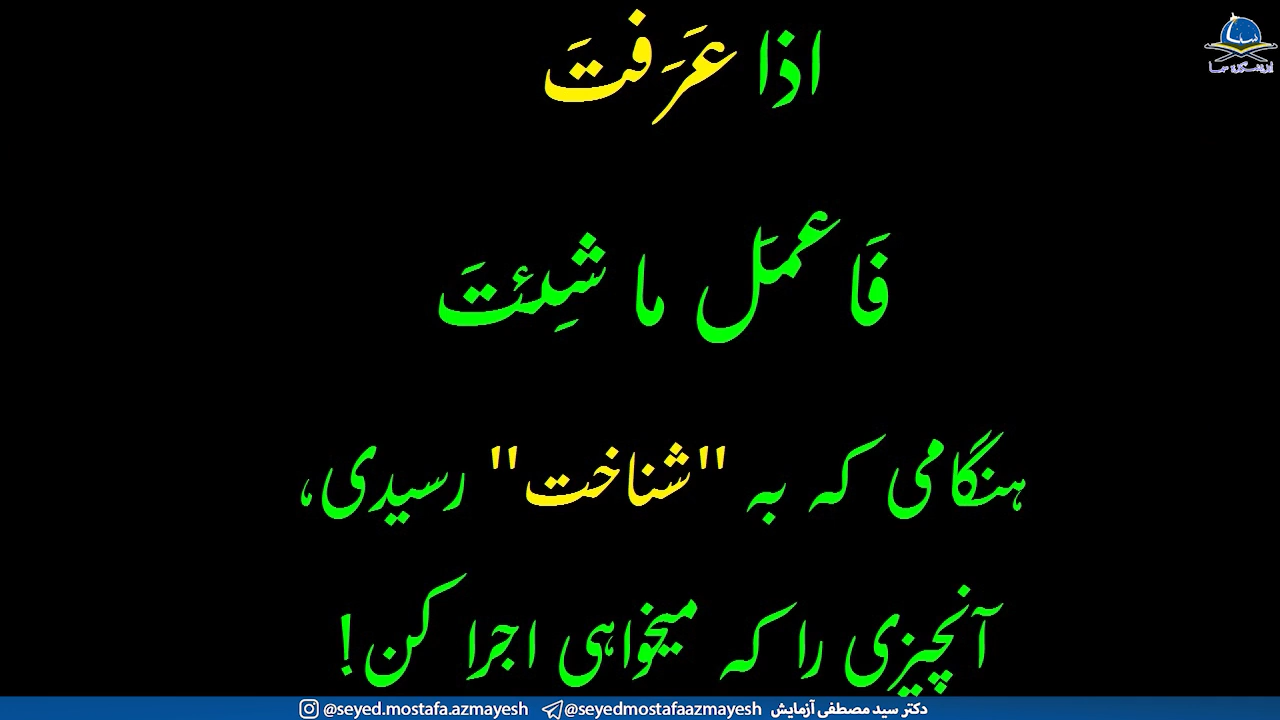 اذا عَرَفتَ
فَاعمَل ما شِئتَ
هنگامی که به "شناخت" رسیدی،
آنچیزی را که میخواهی اجرا کن!
@seyed.mostafa.azmayesh @seyedmostafaazmayesh دکتر سید مصطفی آزمایش